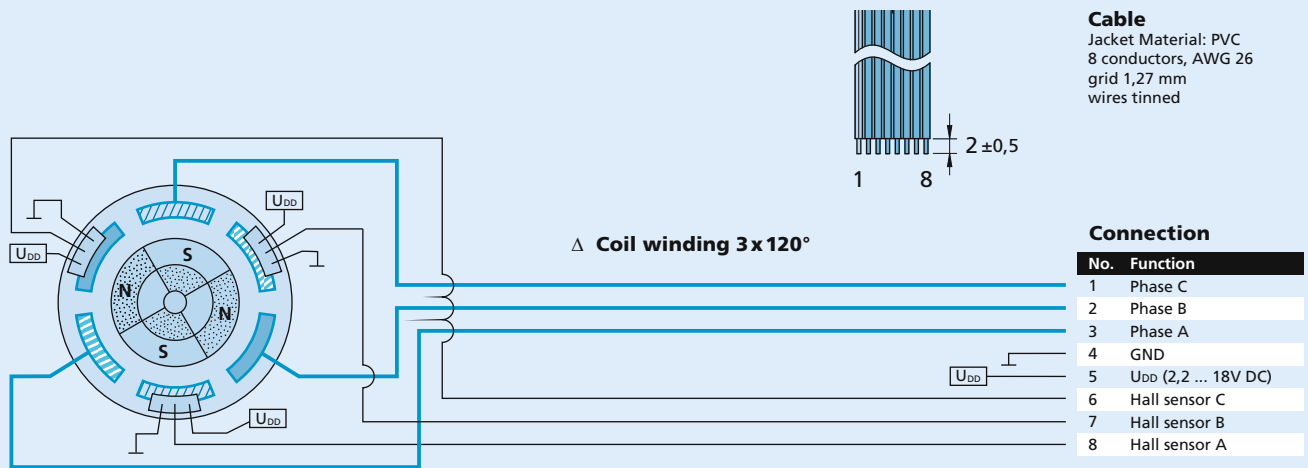 Cable
Jacket Material: PVC
8 conductors, AWG 26
grid 1,27 mm
wires tinned
2 ±0,5
1 8
UDD
UDD
S
N
N
S
UDD
Δ Coil winding 3x120°
UDD
Connection
No. Function
1 Phase C
2 Phase B
3 Phase A
4 GND
5 UDD (2,2 ... 18V DC)
6 Hall sensor C
7 Hall sensor B
8 Hall sensor A